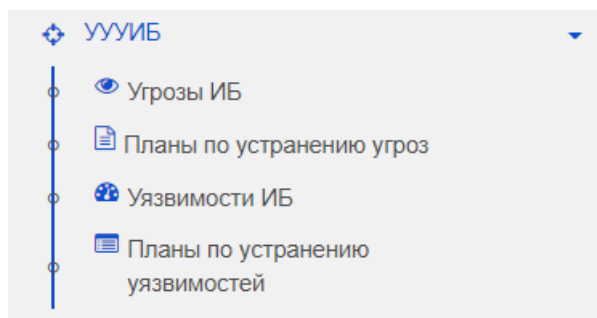 УУУИБ
Угрозы ИБ
Планы по устранению угроз
Уязвимости ИБ
Планы по устранению
уязвимостей